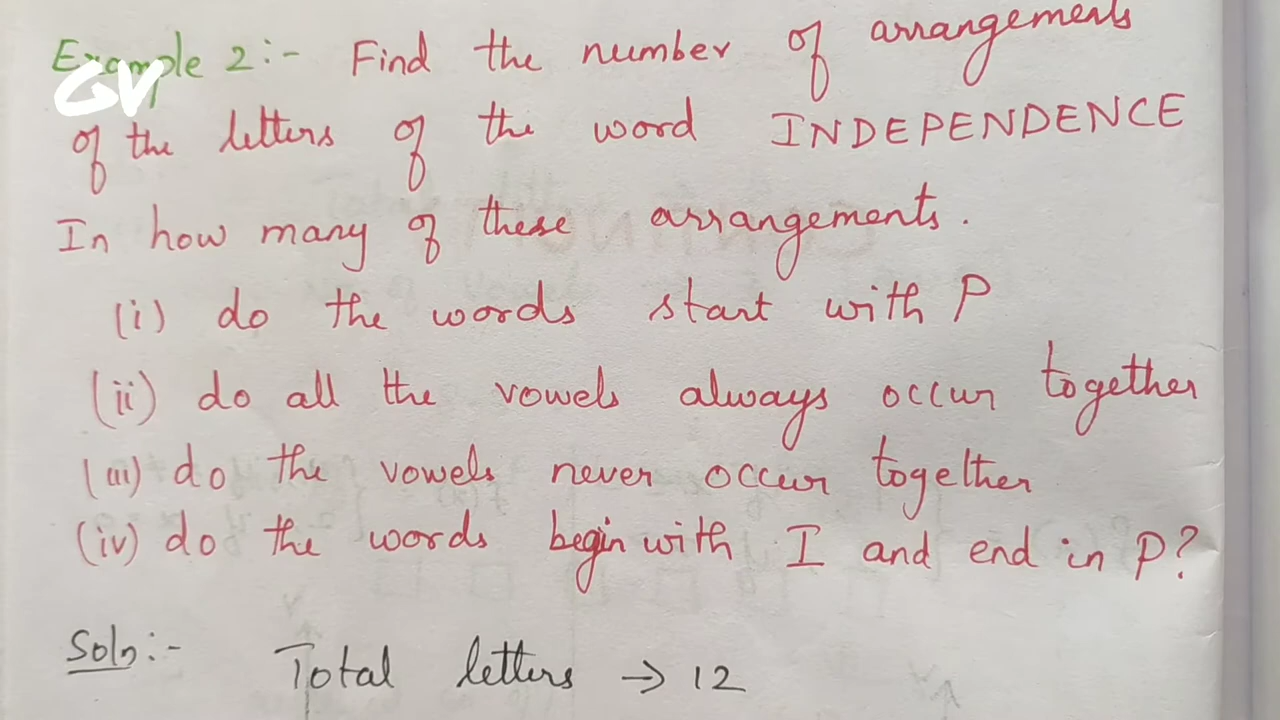 Example 2:- Find the number of arrangements
GV
of the letters of the word INDEPENDENCE
In how many of these arrangements.
(i) do the words start with P
(ii) do all the vowels always occur together
(iii) do the vowels never occur together
(iv) do the words begin with I and end in P?
Soln:- Total letters → 12